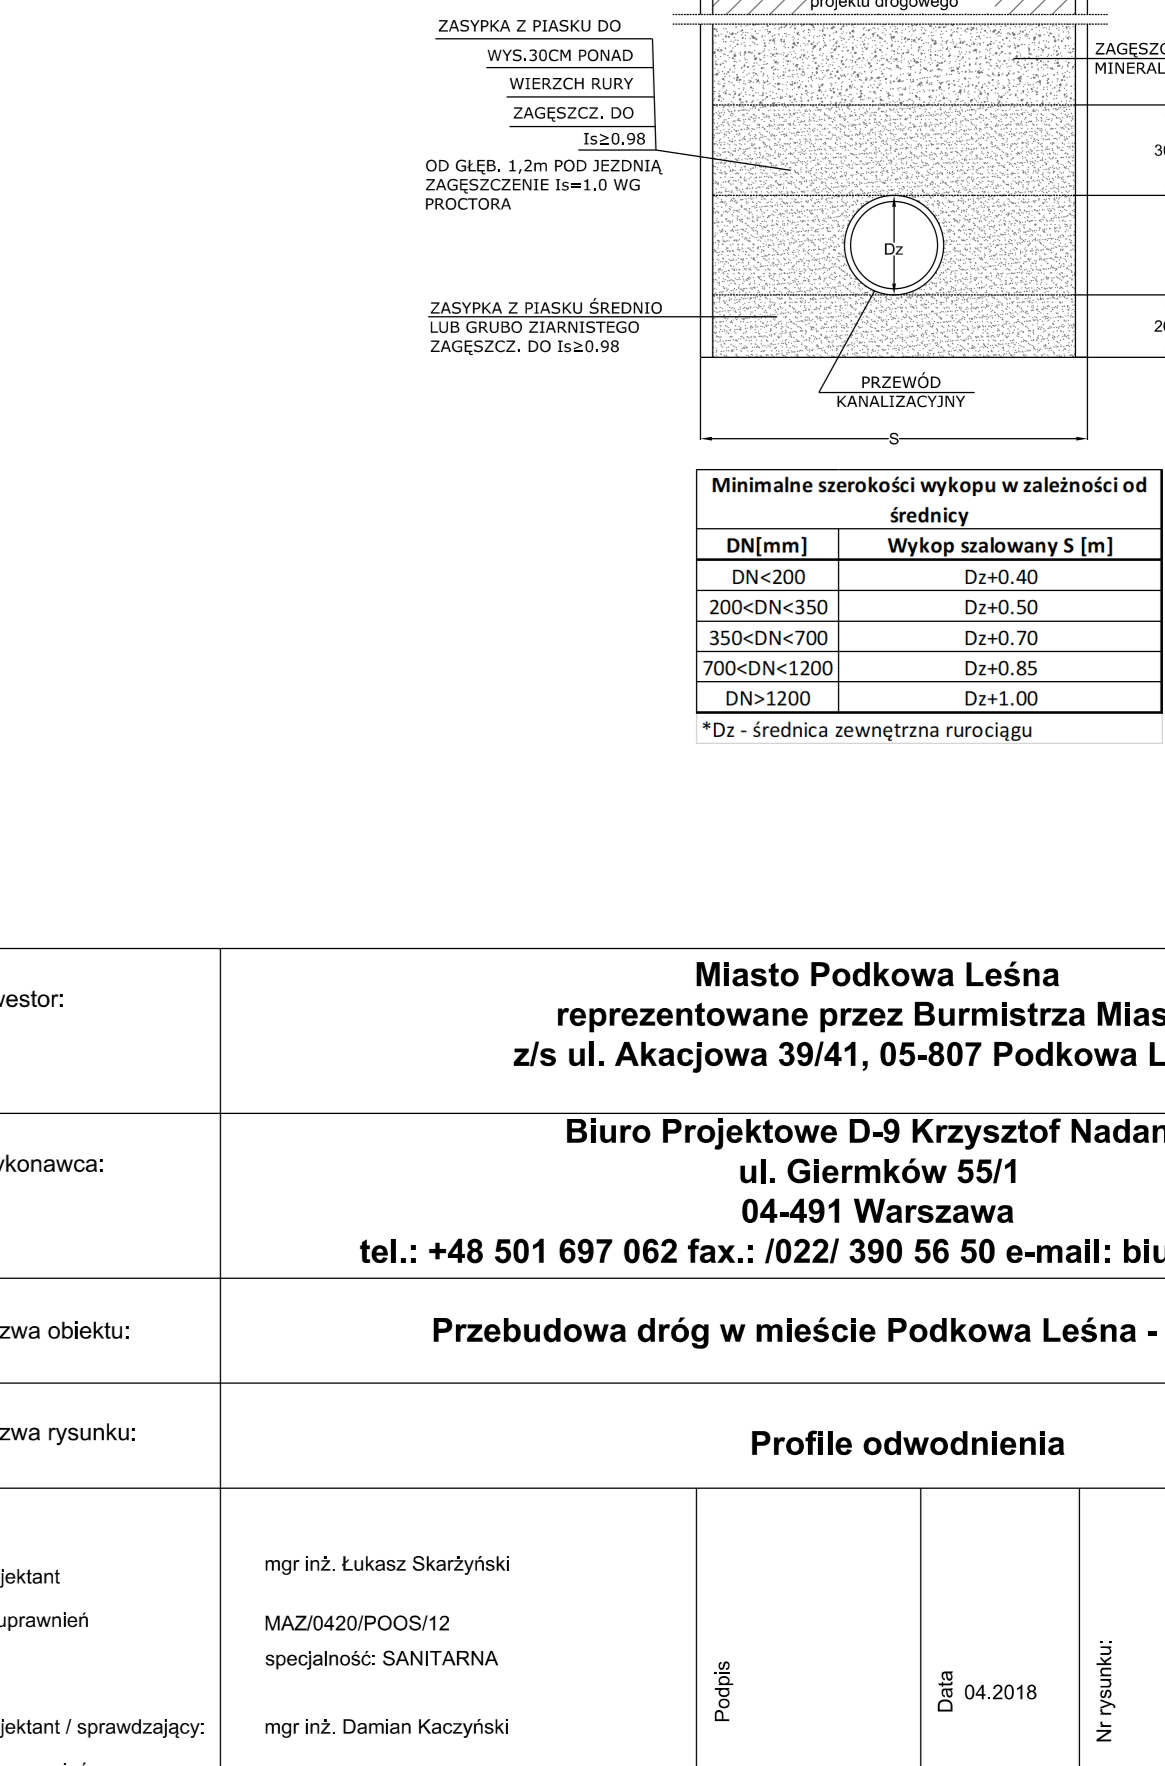 projektu drogowego
ZASYPKA Z PIASKU DO
WYS.30CM PONAD
WIERZCH RURY
ZAGĘSZCZ. DO
Is≥0.98
OD GŁĘB. 1,2m POD JEZDNIĄ
ZAGĘSZCZENIE Is=1.0 WG
PROCTORA
MINERAL
Dz
ZASYPKA Z PIASKU ŚREDNIO
LUB GRUBO ZIARNISTEGO
ZAGĘSZCZ. DO Is≥0.98
PRZEWÓD
KANALIZACYJNY
S
Minimalne szerokości wykopu w zależności od
średnicy
DN[mm] Wykop szalowany S [m]
DN<200 Dz+0.40
200<DN<350 Dz+0.50
350<DN<700 Dz+0.70
700<DN<1200 Dz+0.85
DN>1200 Dz+1.00
*Dz - średnica zewnętrzna rurociągu
westor:
Miasto Podkowa Leśna
reprezentowane przez Burmistrza Mias
z/s ul. Akacjowa 39/41, 05-807 Podkowa L
ykonawca:
Biuro Projektowe D-9 Krzysztof Nadan
ul. Giermków 55/1
04-491 Warszawa
tel.: +48 501 697 062 fax.: /022/ 390 56 50 e-mail: biu
zwa obiektu:
Przebudowa dróg w mieście Podkowa Leśna -
zwa rysunku:
Profile odwodnienia
jektant
mgr inż. Łukasz Skarżyński
uprawnień
MAZ/0420/POOS/12
specjalność: SANITARNA
jektant / sprawdzający:
mgr inż. Damian Kaczyński
Podpis
Data
04.2018
Nr rysunku: